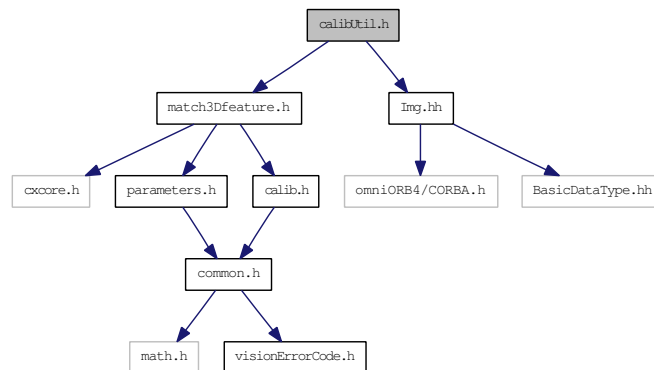 calibUtil.h
match3Dfeature.h
Img.hh
cxcore.h
parameters.h
calib.h
omniORB4/CORBA.h
BasicDataType.hh
common.h
math.h
visionErrorCode.h